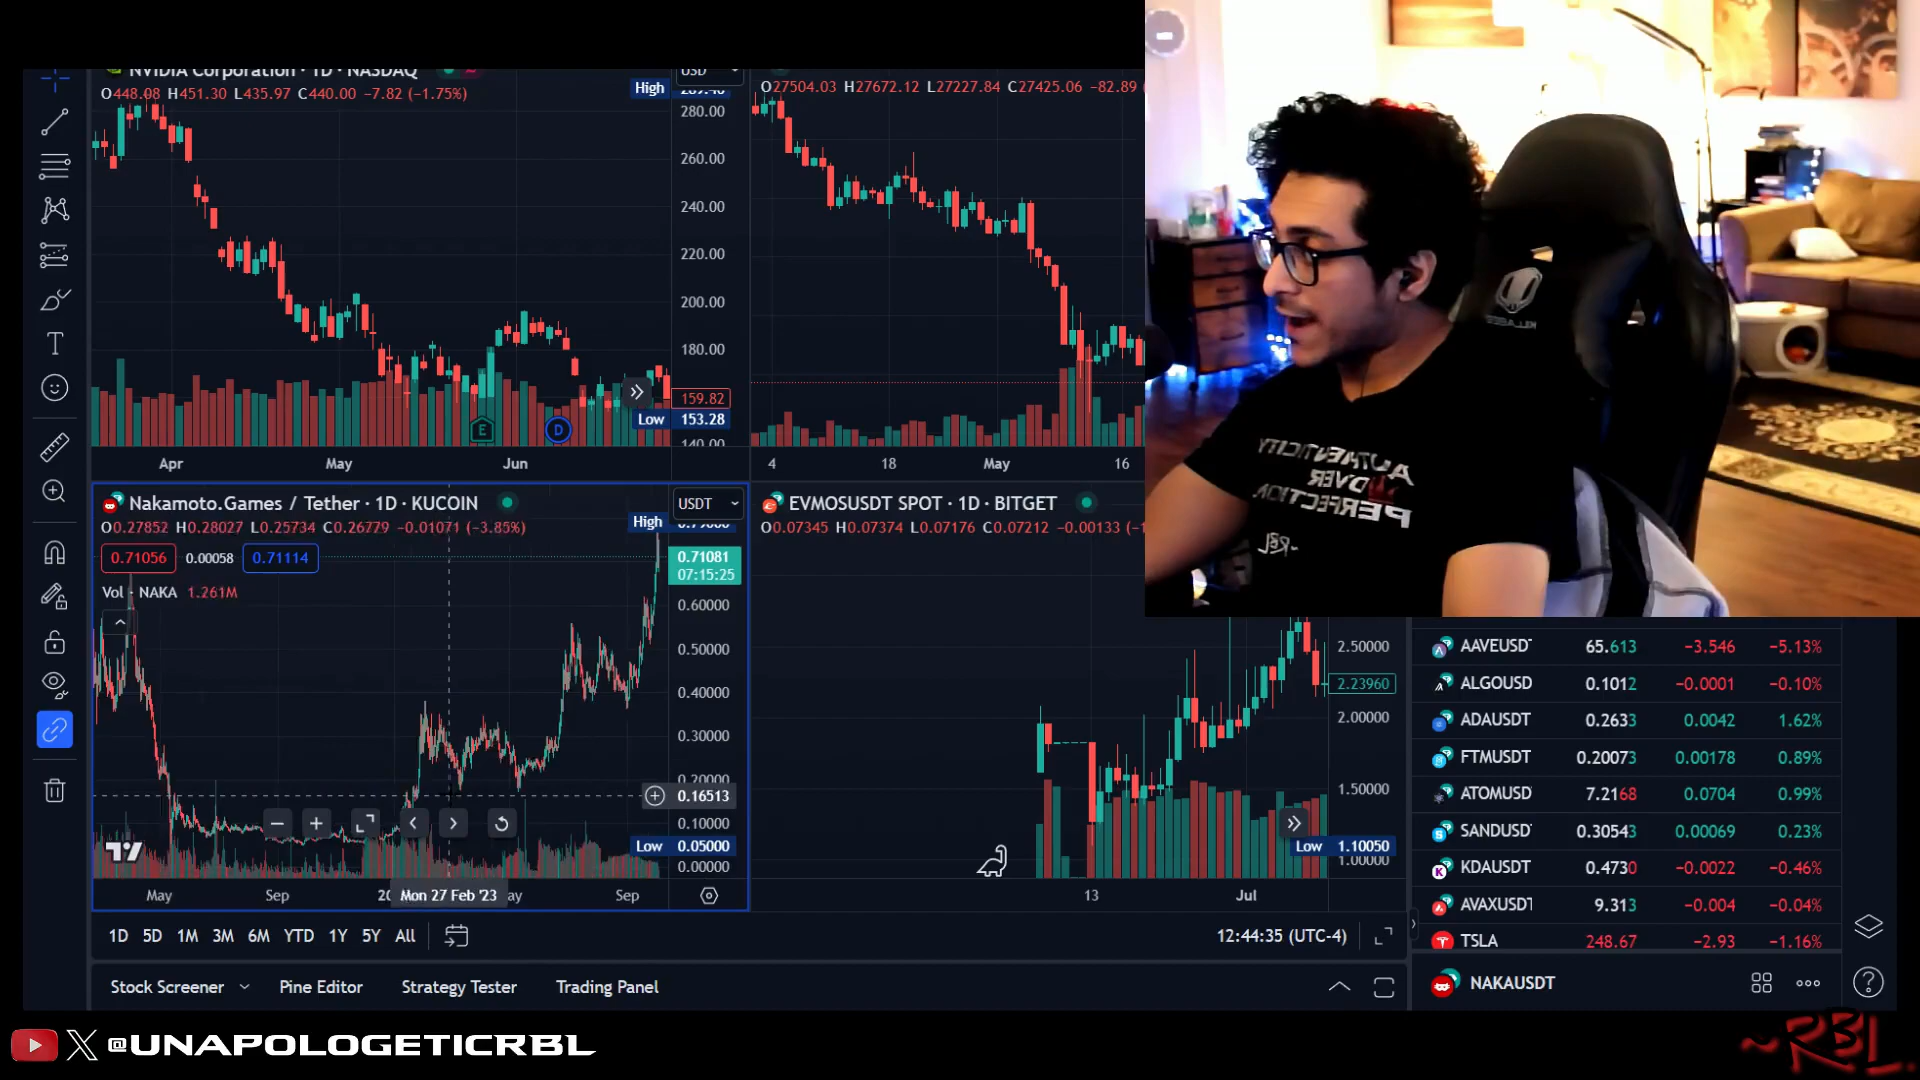 NVIDIA Corporation · 1D · NASDAQ
O448.08 H451.30 L435.97 C440.00 -7.82 (-1.75%)
USD
High
280.00
260.00
240.00
220.00
200.00
180.00
159.82
Low 153.28
140.00
E
D
Apr May Jun
O27504.03 H27672.12 L27227.84 C27425.06 -82.89
4 18 May 16
Nakamoto.Games / Tether · 1D · KUCOIN
USDT
O0.27852 H0.28027 L0.25734 C0.26779 -0.01071 (-3.85%)
High
0.71056 0.00058 0.71114
0.71081
07:15:25
Vol · NAKA 1.261M
0.60000
0.50000
0.40000
0.30000
0.20000
0.16513
0.10000
Low 0.05000
0.00000
May Sep Mon 27 Feb '23 Sep
EVMOSUSDT SPOT · 1D · BITGET
O0.07345 H0.07374 L0.07176 C0.07212 -0.00133
2.50000
2.23960
2.00000
1.50000
Low 1.10050
1.00000
13 Jul
1D 5D 1M 3M 6M YTD 1Y 5Y All
12:44:35 (UTC-4)
Stock Screener Pine Editor Strategy Tester Trading Panel
AUTHENTICITY
OVER
PERFECTION
~RBL
AAVEUSDT 65.613 -3.546 -5.13%
ALGOUSD 0.1012 -0.0001 -0.10%
ADAUSDT 0.2633 0.0042 1.62%
FTMUSDT 0.20073 0.00178 0.89%
ATOMUSD 7.2168 0.0704 0.99%
SANDUSD 0.30543 0.00069 0.23%
KDAUSDT 0.4730 -0.0022 -0.46%
AVAXUSDT 9.313 -0.004 -0.04%
TSLA 248.67 -2.93 -1.16%
NAKAUSDT
@UNAPOLOGETICRBL
~RBL.